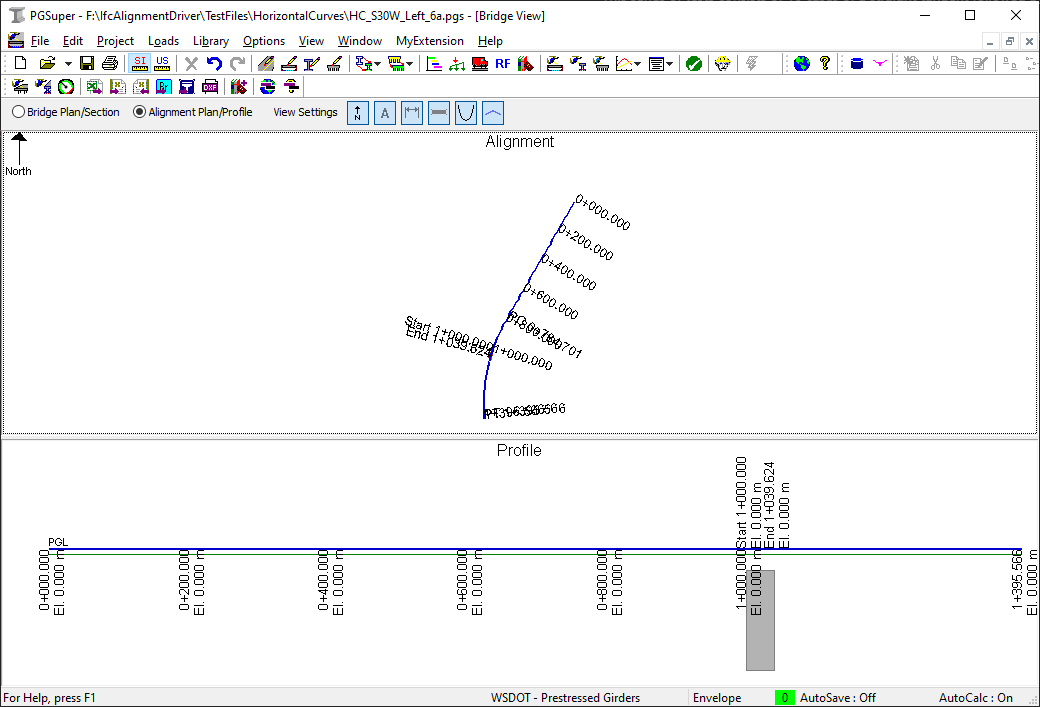 PGSuper - F:\IfcAlignmentDriver\TestFiles\HorizontalCurves\HC_S30W_Left_6a.pgs - [Bridge View]
File Edit Project Loads Library Options View Window MyExtension Help
SI US RF
DXF
Bridge Plan/Section Alignment Plan/Profile View Settings N A
Alignment
North
0+000.000
0+200.000
0+400.000
0+600.000
0+800.000
Start 1+000.000
End 1+039.624
1+000.000
Profile
PGL
0+000.000
El. 0.000 m
0+200.000
El. 0.000 m
0+400.000
El. 0.000 m
0+600.000
El. 0.000 m
0+800.000
El. 0.000 m
Start 1+000.000
El. 0.000 m
End 1+039.624
El. 0.000 m
1+000.000
El. 0.000 m
1+395.566
El. 0.000 m
For Help, press F1 WSDOT - Prestressed Girders Envelope 0 AutoSave : Off AutoCalc : On